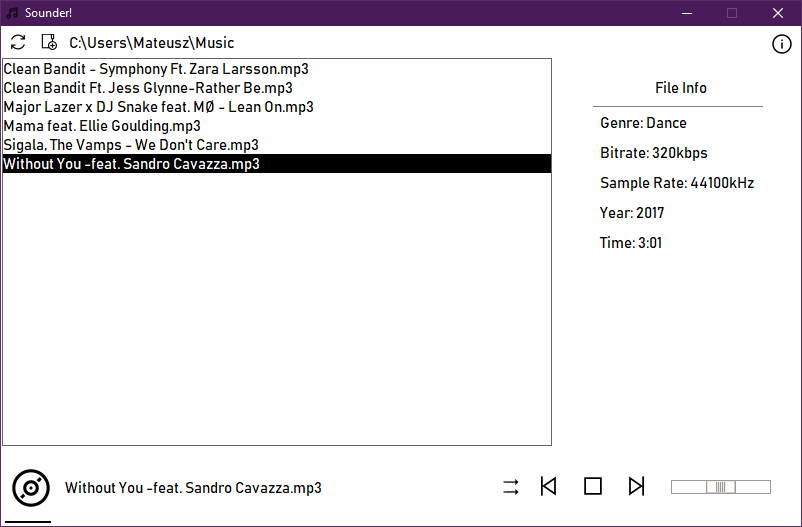 Sounder!
C:\Users\Mateusz\Music
Clean Bandit - Symphony Ft. Zara Larsson.mp3
Clean Bandit Ft. Jess Glynne-Rather Be.mp3
Major Lazer x DJ Snake feat. MØ - Lean On.mp3
Mama feat. Ellie Goulding.mp3
Sigala, The Vamps - We Don't Care.mp3
Without You -feat. Sandro Cavazza.mp3
File Info
Genre: Dance
Bitrate: 320kbps
Sample Rate: 44100kHz
Year: 2017
Time: 3:01
Without You -feat. Sandro Cavazza.mp3